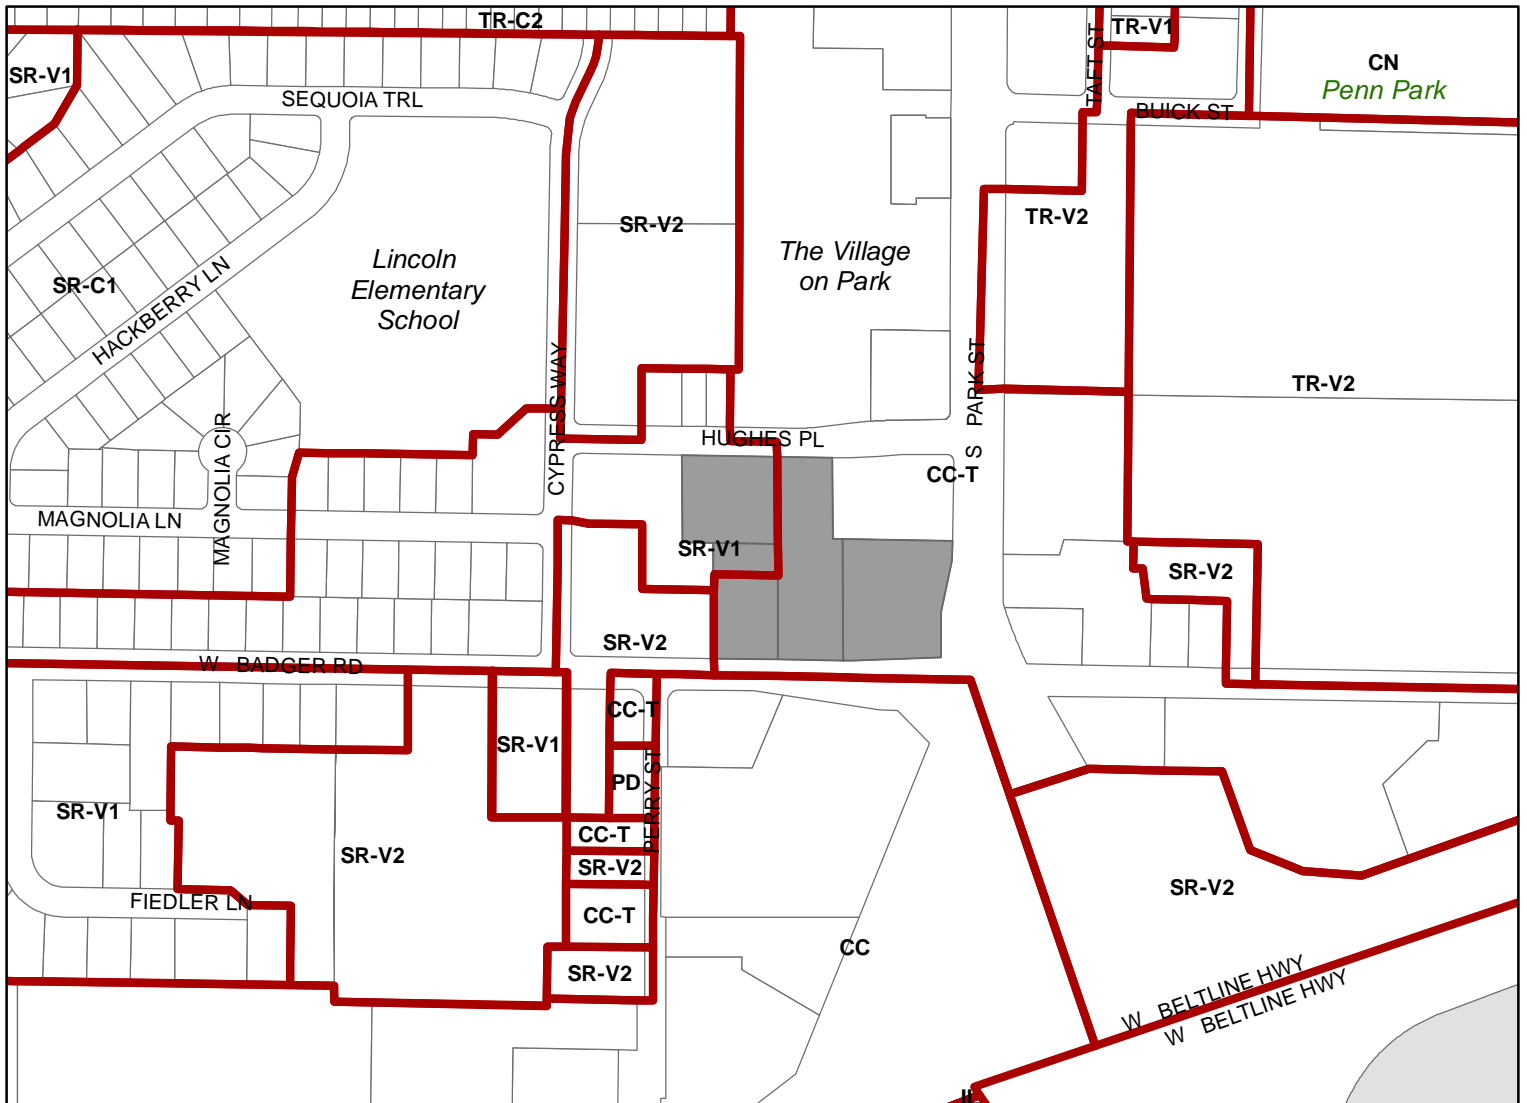 TR-C2
TR-V1
SR-V1
CN
Penn Park
TAFT ST
SEQUOIA TRL
BUICK ST
SR-V2
TR-V2
The Village
on Park
Lincoln
Elementary
School
SR-C1
HACKBERRY LN
S PARK ST
TR-V2
CYPRESS WAY
MAGNOLIA CIR
HUGHES PL
CC-T
MAGNOLIA LN
SR-V1
SR-V2
SR-V2
W BADGER RD
CC-T
SR-V1
PD
PERRY ST
SR-V1
CC-T
SR-V2
SR-V2
SR-V2
FIEDLER LN
CC-T
CC
SR-V2
W BELTLINE HWY
W BELTLINE HWY